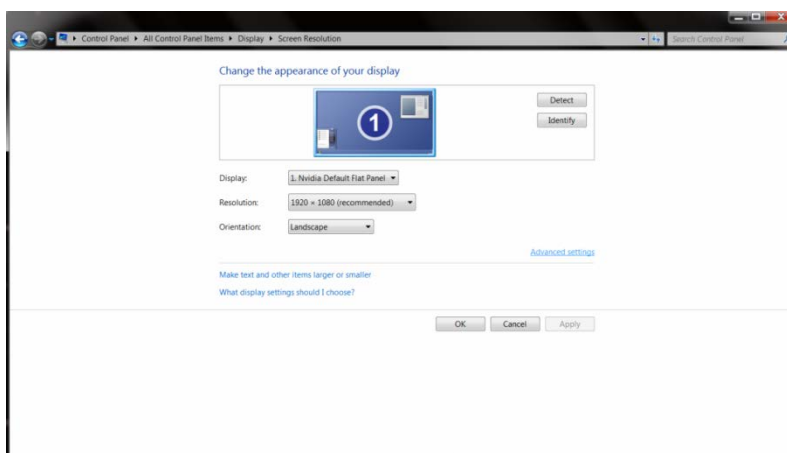 Control Panel ▸ All Control Panel Items ▸ Display ▸ Screen Resolution
Search Control Panel
Change the appearance of your display
1
Detect
Identify
Display: 1. Nvidia Default Flat Panel
Resolution: 1920 × 1080 (recommended)
Orientation: Landscape
Advanced settings
Make text and other items larger or smaller
What display settings should I choose?
OK Cancel Apply